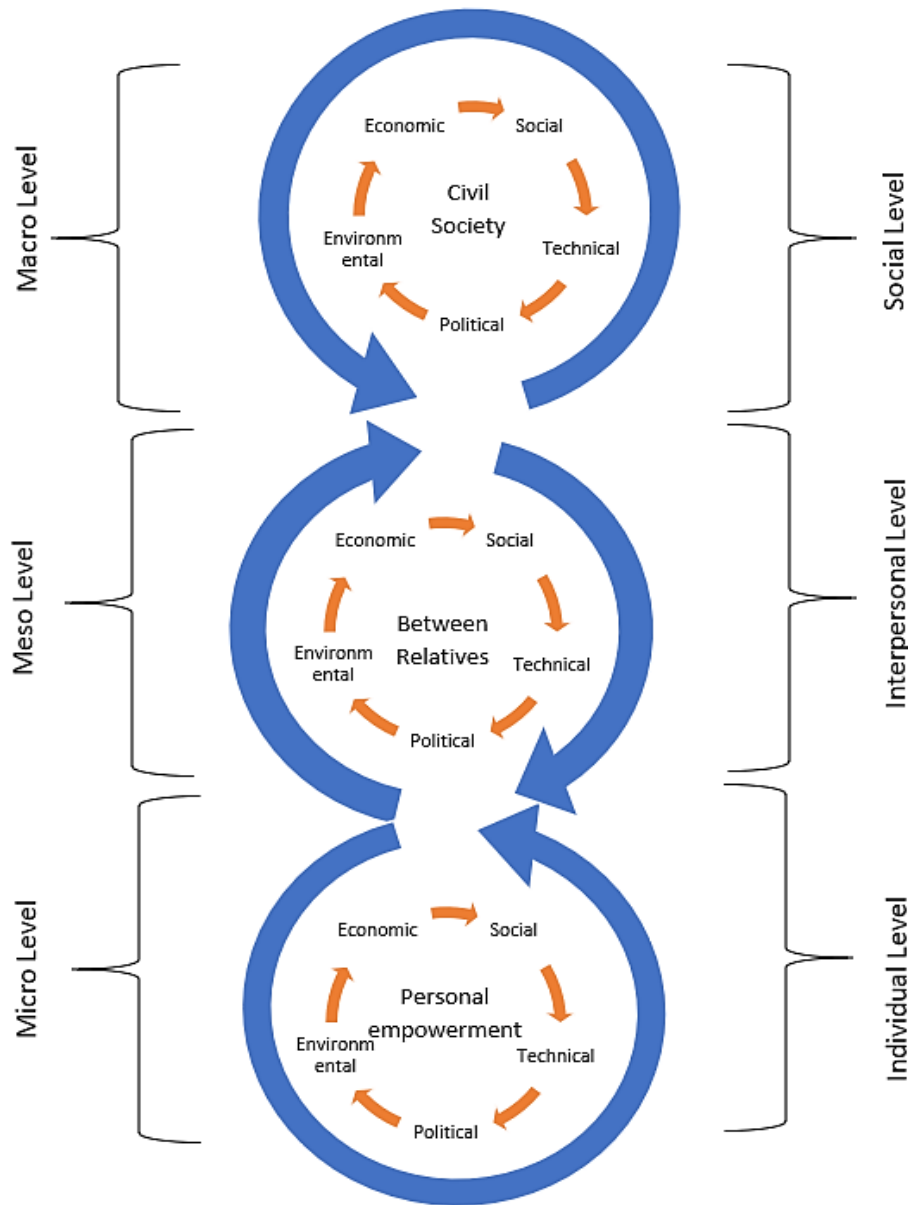 Macro Level
Economic
Social
Civil
Society
Environm
ental
Technical
Political
Social Level
Meso Level
Economic
Social
Between
Relatives
Environm
ental
Technical
Political
Interpersonal Level
Micro Level
Economic
Social
Personal
empowerment
Environm
ental
Technical
Political
Individual Level